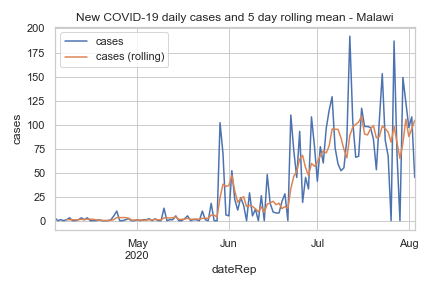 New COVID-19 daily cases and 5 day rolling mean - Malawi
cases
cases (rolling)
200
175
150
125
100
75
50
25
0
cases
May
2020
Jun
Jul
Aug
dateRep